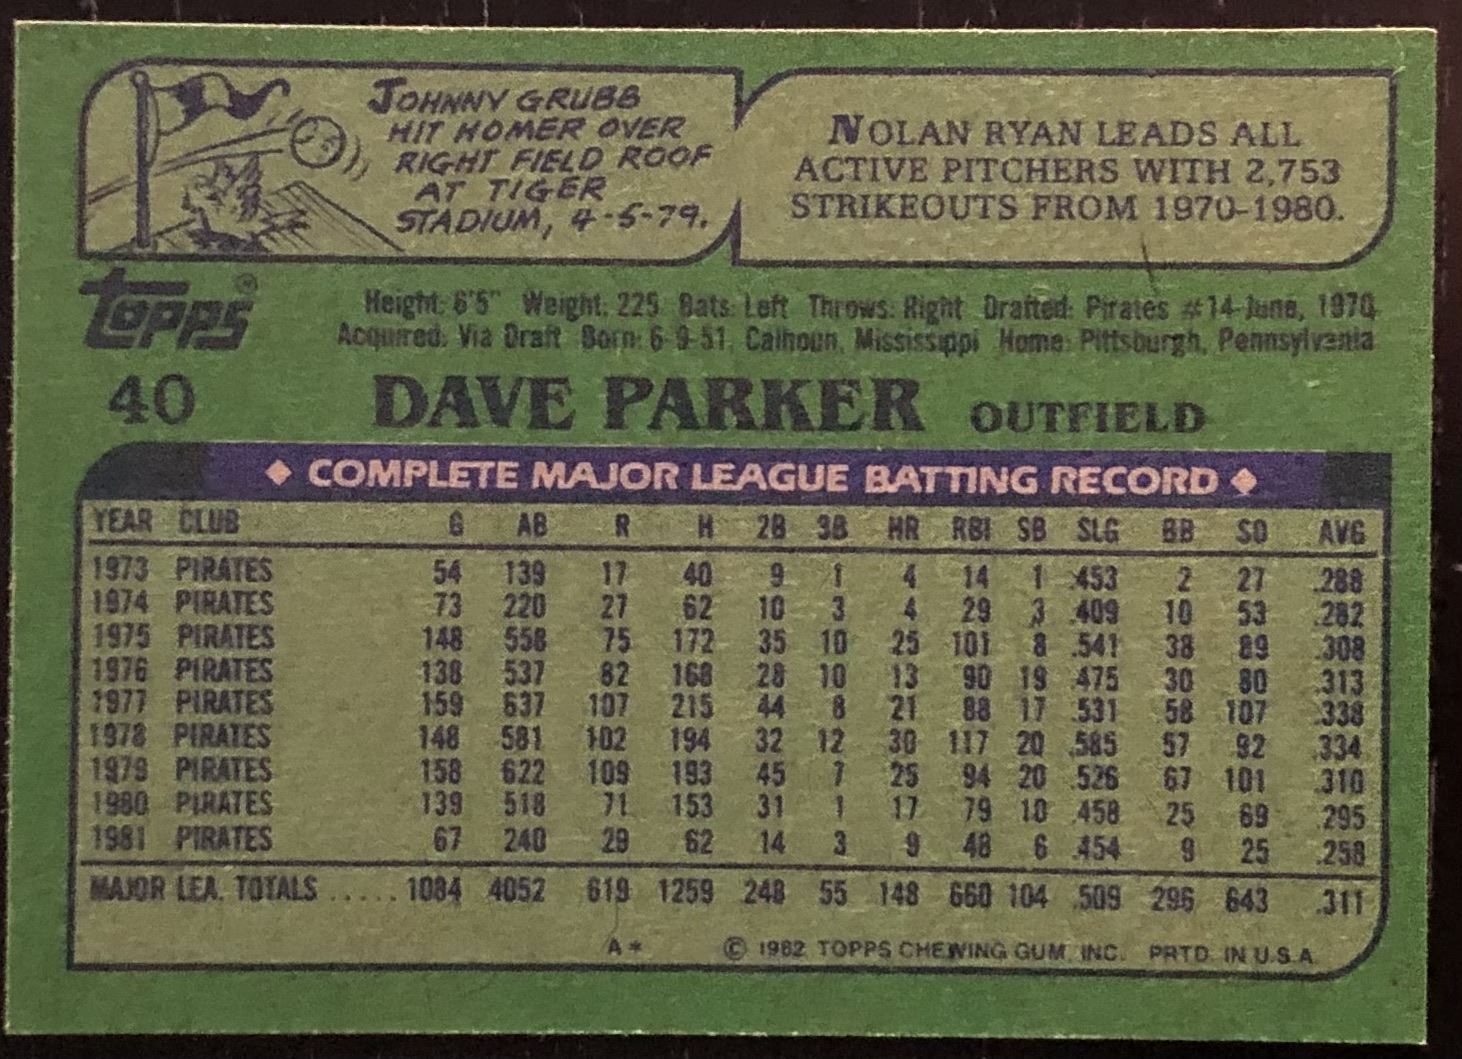 JOHNNY GRUBB
HIT HOMER OVER
RIGHT FIELD ROOF
AT TIGER
STADIUM, 4-5-79.
NOLAN RYAN LEADS ALL
ACTIVE PITCHERS WITH 2,753
STRIKEOUTS FROM 1970-1980.
Topps®
Height: 6'5" Weight: 225 Bats: Left Throws: Right Drafted: Pirates #14-June, 1970
Acquired: Via Draft Born: 6-9-51, Calhoun, Mississippi Home: Pittsburgh, Pennsylvania
40 DAVE PARKER OUTFIELD
♦ COMPLETE MAJOR LEAGUE BATTING RECORD ♦
YEAR CLUB G AB R H 2B 3B HR RBI SB SLG BB SO AVG
1973 PIRATES 54 139 17 40 9 1 4 14 1 .453 2 27 .288
1974 PIRATES 73 220 27 62 10 3 4 29 3 .409 10 53 .282
1975 PIRATES 148 558 75 172 35 10 25 101 8 .541 38 89 .308
1976 PIRATES 138 537 82 168 28 10 13 90 19 .475 30 80 .313
1977 PIRATES 159 637 107 215 44 8 21 88 17 .531 58 107 .338
1978 PIRATES 148 581 102 194 32 12 30 117 20 .585 57 92 .334
1979 PIRATES 158 622 109 193 45 7 25 94 20 .526 67 101 .310
1980 PIRATES 139 518 71 153 31 1 17 79 10 .458 25 69 .295
1981 PIRATES 67 240 29 62 14 3 9 48 6 .454 9 25 .258
MAJOR LEA. TOTALS ..... 1084 4052 619 1259 248 55 148 660 104 .509 296 643 .311
A* © 1982 TOPPS CHEWING GUM, INC. PRTD. IN U.S.A.